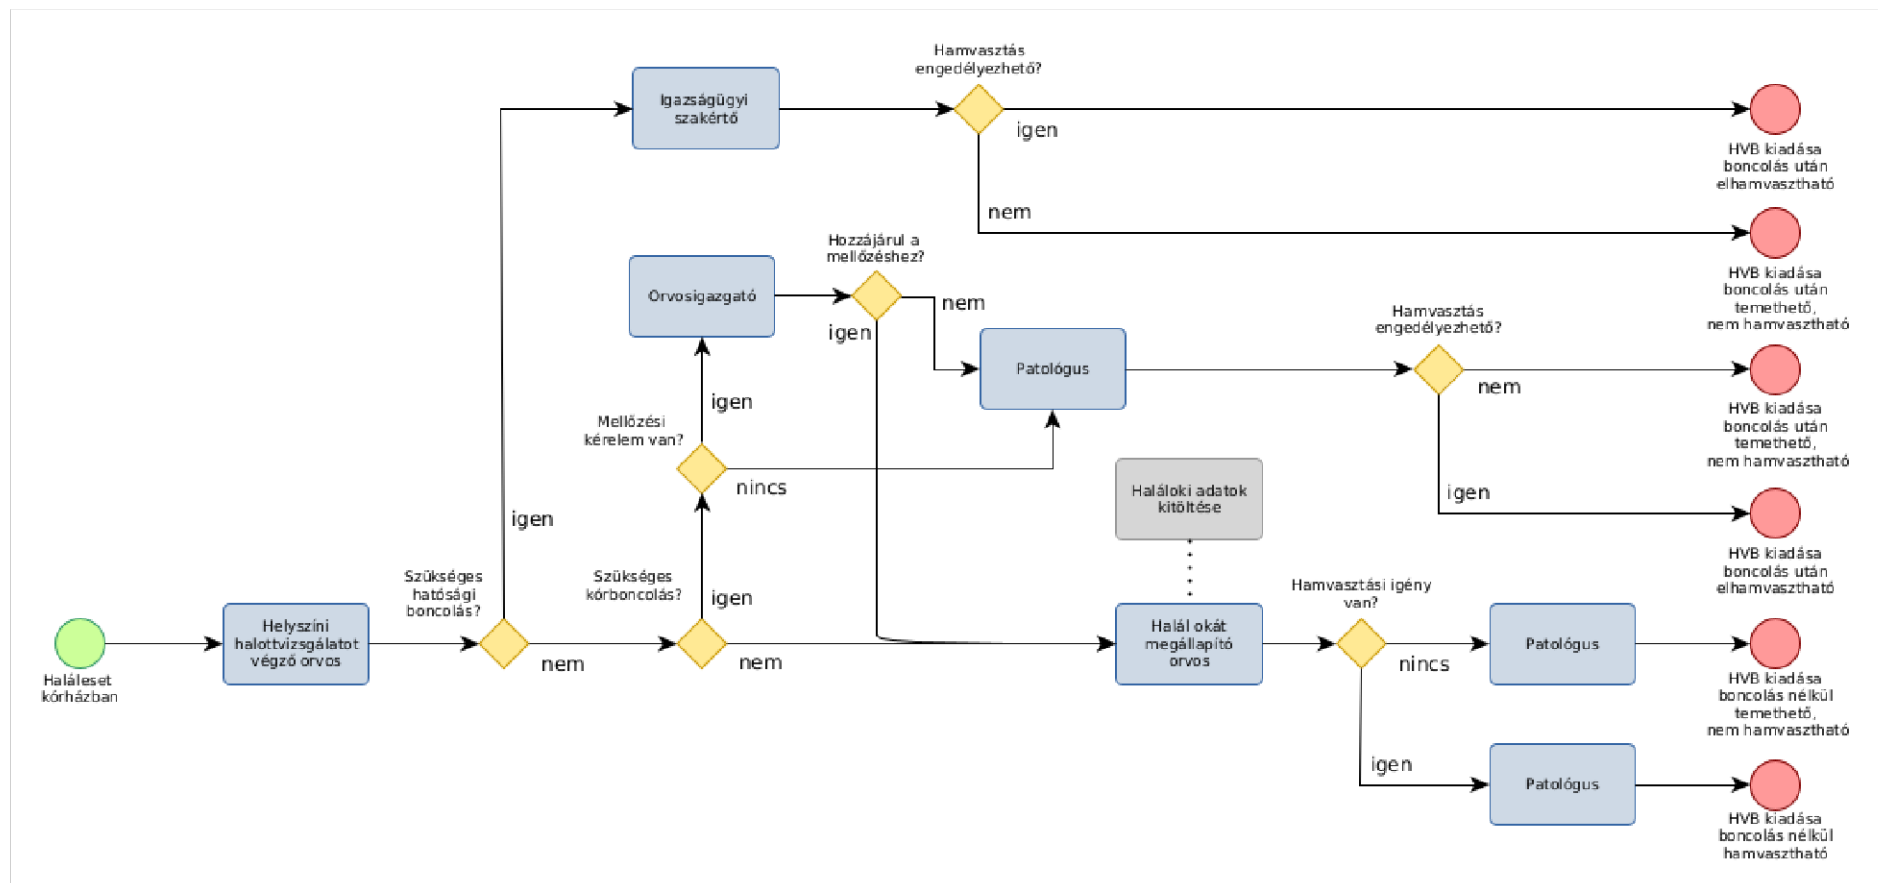 Hamvasztás
engedélyezhető?
Igazságügyi
szakértő
igen
HVB kiadása
boncolás után
elhamvasztható
nem
Hozzájárul a
mellőzéshez?
HVB kiadása
boncolás után
temethető,
nem hamvasztható
Orvosigazgató
nem
igen
Hamvasztás
engedélyezhető?
Patológus
nem
igen
HVB kiadása
boncolás után
temethető,
nem hamvasztható
Mellőzési
kérelem van?
nincs
Haláloki adatok
kitöltése
igen
igen
HVB kiadása
boncolás után
elhamvasztható
Szükséges
hatósági
boncolás?
Szükséges
kórboncolás?
igen
Hamvasztási igény
van?
Helyszíni
halottvizsgálatot
végző orvos
nem
nem
Halál okát
megállapító
orvos
nincs
Patológus
Haláleset
kórházban
HVB kiadása
boncolás nélkül
temethető,
nem hamvasztható
igen
Patológus
HVB kiadása
boncolás nélkül
hamvasztható